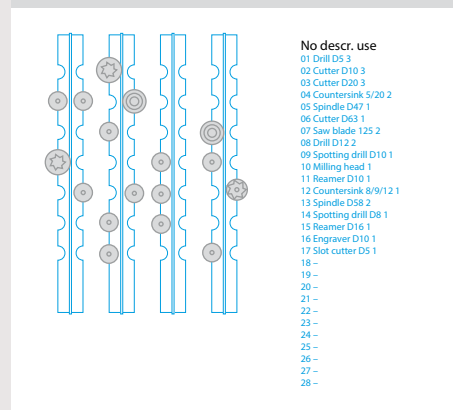 No descr. use
01 Drill D5 3
02 Cutter D10 3
03 Cutter D20 3
04 Countersink 5/20 2
05 Spindle D47 1
06 Cutter D63 1
07 Saw blade 125 2
08 Drill D12 2
09 Spotting drill D10 1
10 Milling head 1
11 Reamer D10 1
12 Countersink 8/9/12 1
13 Spindle D58 2
14 Spotting drill D8 1
15 Reamer D16 1
16 Engraver D10 1
17 Slot cutter D5 1
18 –
19 –
20 –
21 –
22 –
23 –
24 –
25 –
26 –
27 –
28 –